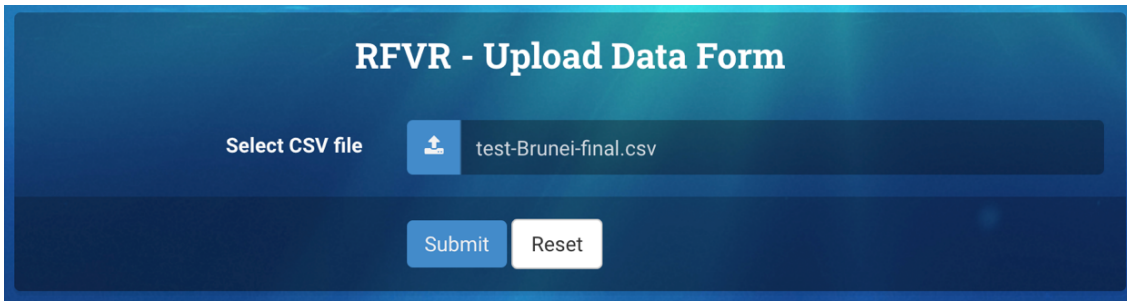 RFVR - Upload Data Form
Select CSV file test-Brunei-final.csv
Submit Reset